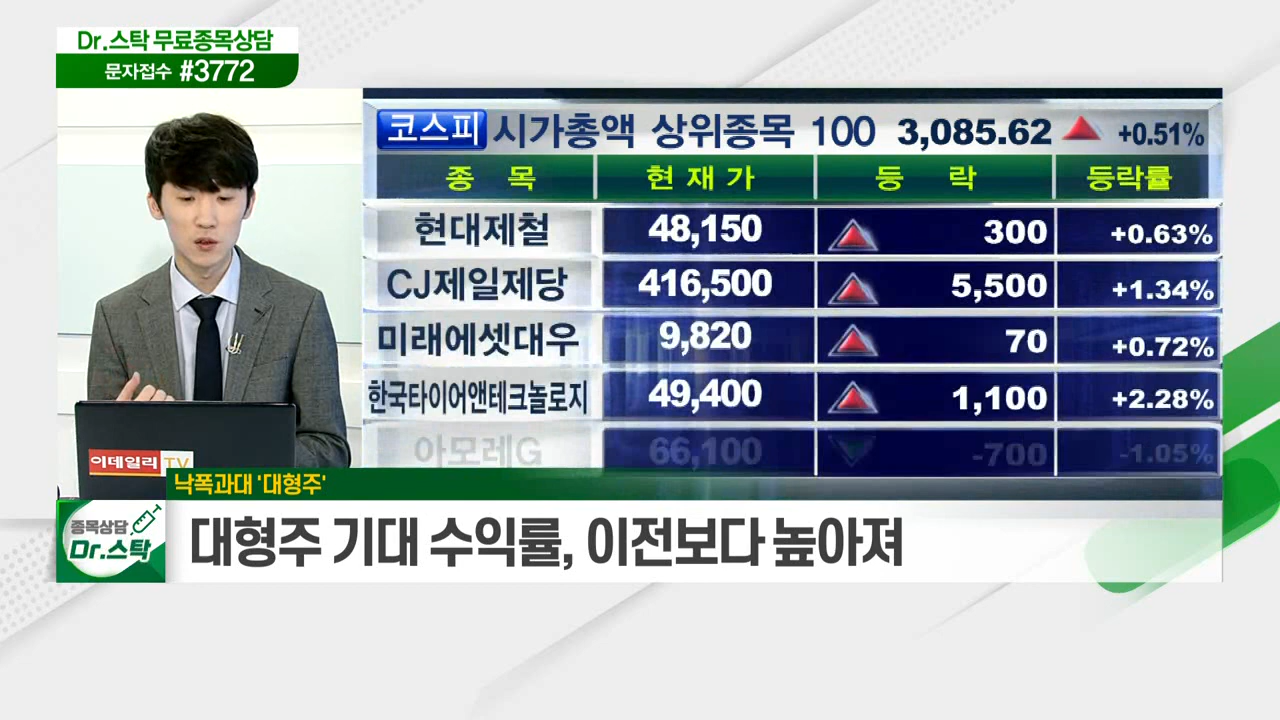 Dr.스탁 무료종목상담
문자접수 #3772
코스피 시가총액 상위종목 100 3,085.62 ▲ +0.51%
종 목 현재가 등 락 등락률
현대제철 48,150 ▲ 300 +0.63%
CJ제일제당 416,500 ▲ 5,500 +1.34%
미래에셋대우 9,820 ▲ 70 +0.72%
한국타이어앤테크놀로지 49,400 ▲ 1,100 +2.28%
아모레G 66,100 ▼ -700 -1.05%
이데일리 TV
낙폭과대 '대형주'
종목상담
Dr.스탁
대형주 기대 수익률, 이전보다 높아져